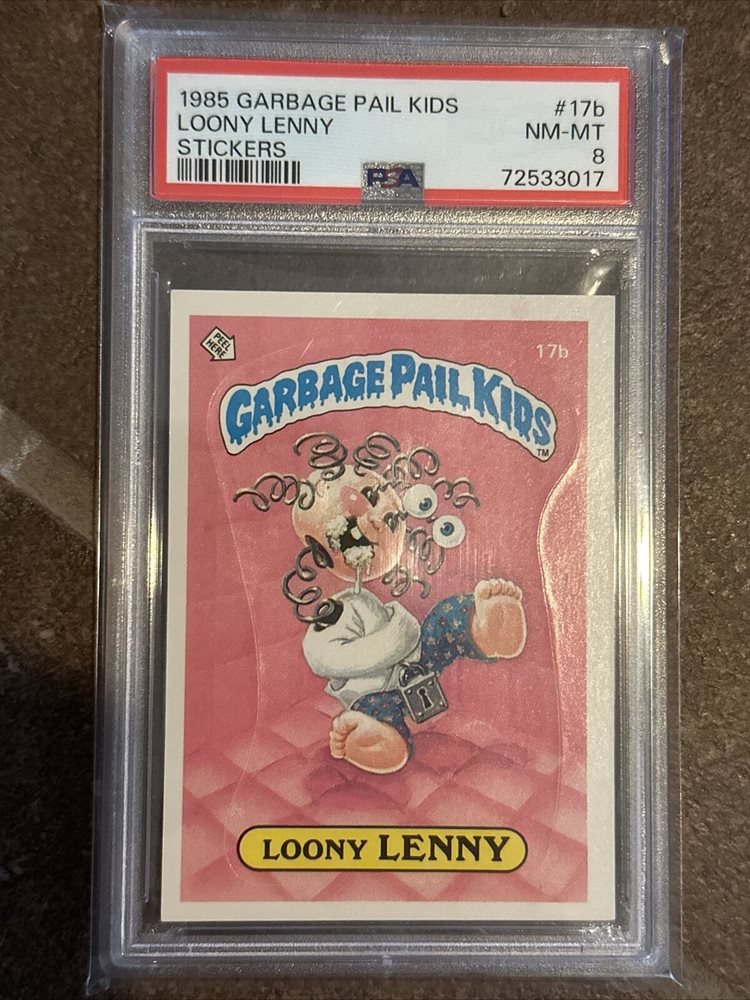 1985 GARBAGE PAIL KIDS #17b
LOONY LENNY NM-MT
STICKERS 8
PSA 72533017
PEEL HERE
17b
GARBAGE PAIL KIDS
TM
LOONY LENNY